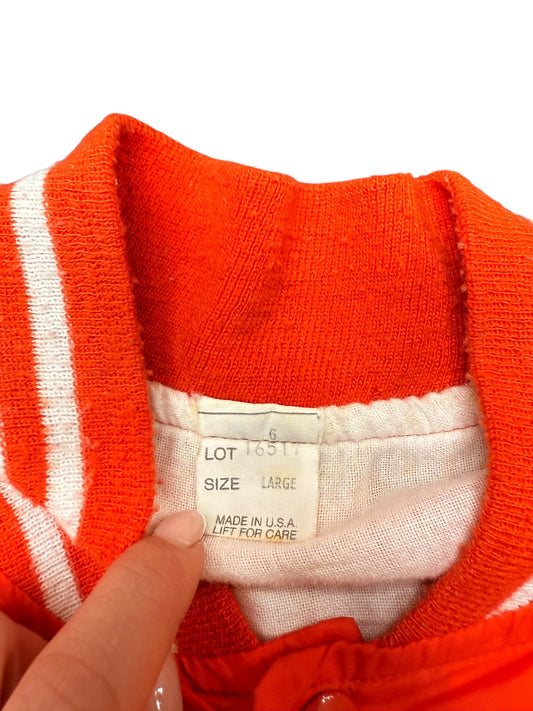 6
LOT 16517
SIZE LARGE
MADE IN U.S.A.
LIFT FOR CARE